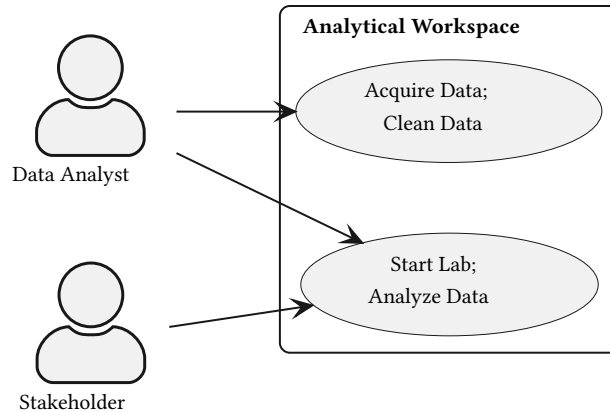 Analytical Workspace
Acquire Data;
Clean Data
Data Analyst
Start Lab;
Analyze Data
Stakeholder